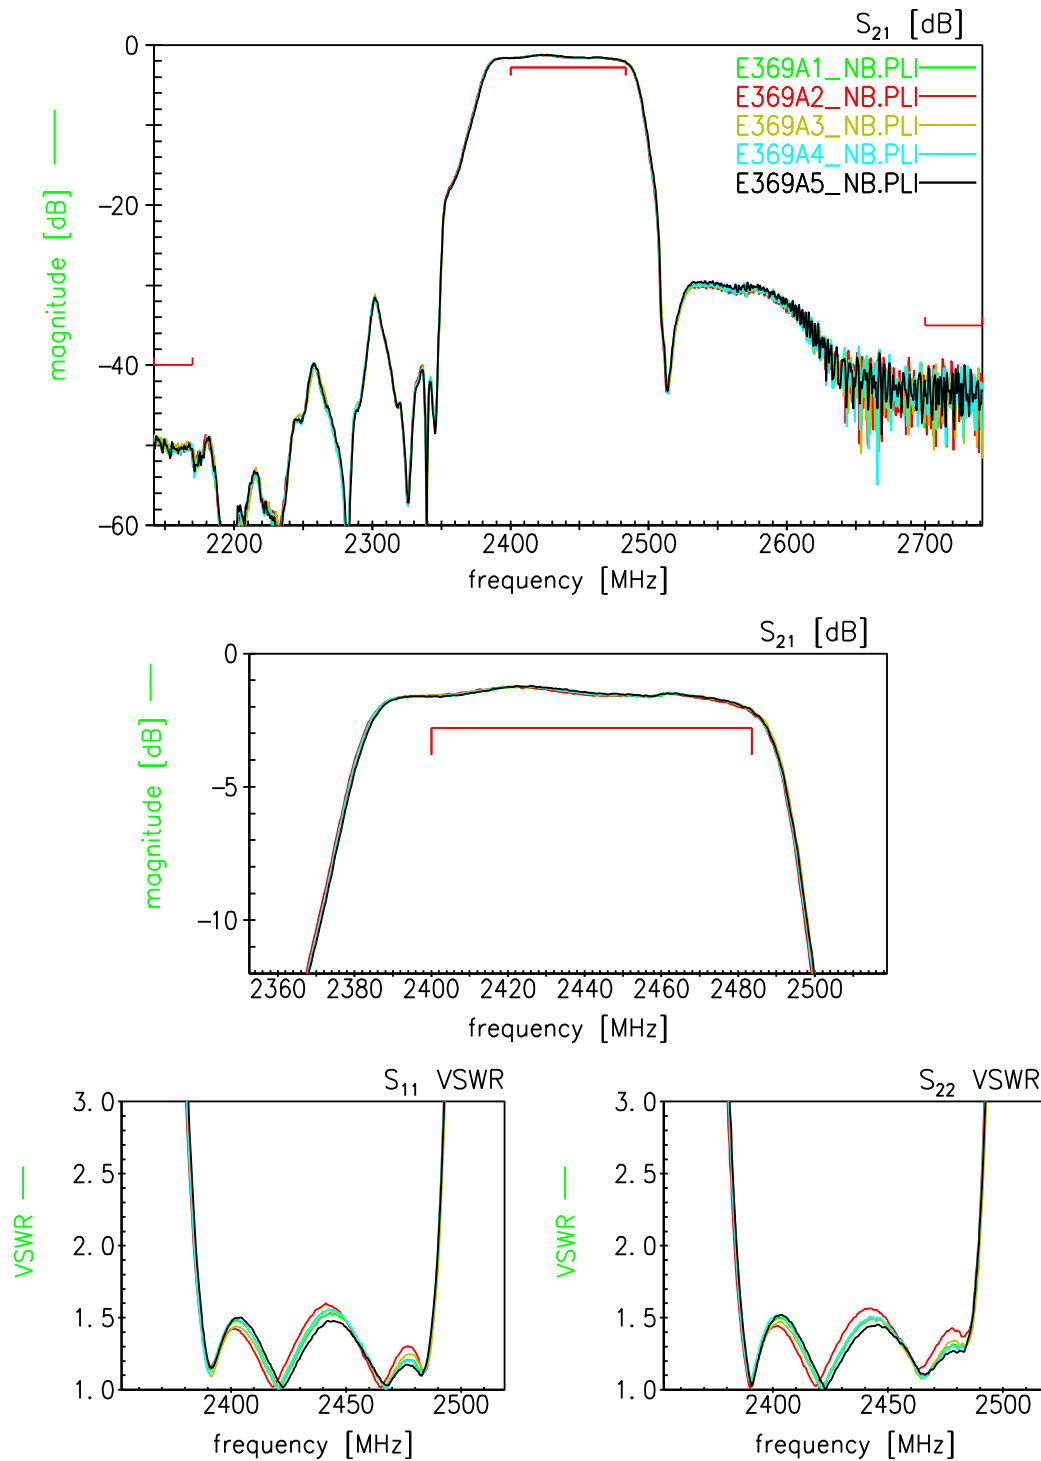 S21 [dB]
0
−20
−40
−60
magnitude [dB]
E369A1_NB.PLI
E369A2_NB.PLI
E369A3_NB.PLI
E369A4_NB.PLI
E369A5_NB.PLI
2200 2300 2400 2500 2600 2700
frequency [MHz]
S21 [dB]
0
−5
−10
magnitude [dB]
2360 2380 2400 2420 2440 2460 2480 2500
frequency [MHz]
S11 VSWR
3.0
2.5
2.0
1.5
1.0
VSWR
2400 2450 2500
frequency [MHz]
S22 VSWR
3.0
2.5
2.0
1.5
1.0
VSWR
2400 2450 2500
frequency [MHz]